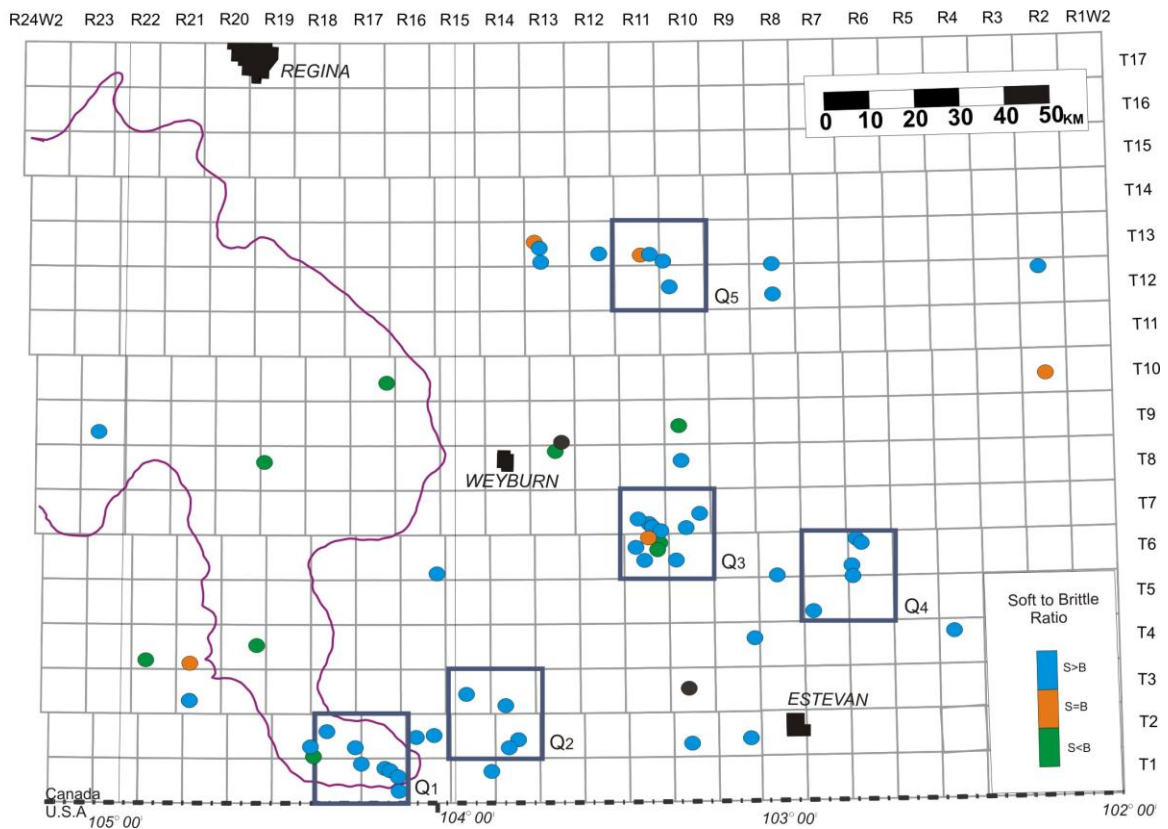 R24W2 R23 R22 R21 R20 R19 R18 R17 R16 R15 R14 R13 R12 R11 R10 R9 R8 R7 R6 R5 R4 R3 R2 R1W2
REGINA
T17
T16
0 10 20 30 40 50KM
T15
T14
T13
T12
Q5
T11
T10
T9
T8
WEYBURN
T7
T6
Q3
T5
Q4
Soft to Brittle
Ratio
T4
S>B
T3
S=B
ESTEVAN
T2
Q2
S<B
T1
Q1
Canada
U.S.A
105° 00'
104° 00'
103° 00'
102° 00'